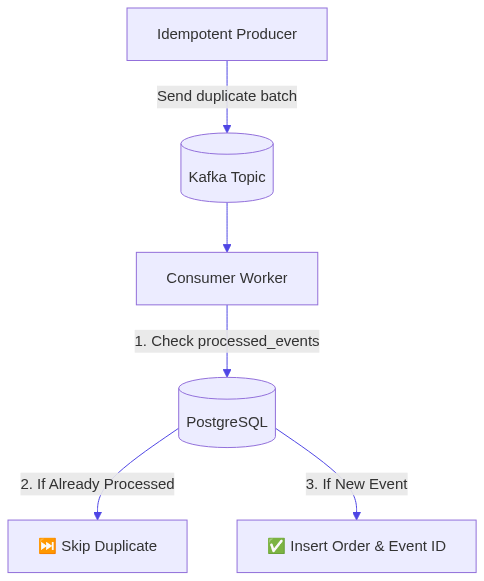 Idempotent Producer
Send duplicate batch
Kafka Topic
Consumer Worker
1. Check processed_events
PostgreSQL
2. If Already Processed
3. If New Event
⏭️ Skip Duplicate
✅ Insert Order & Event ID